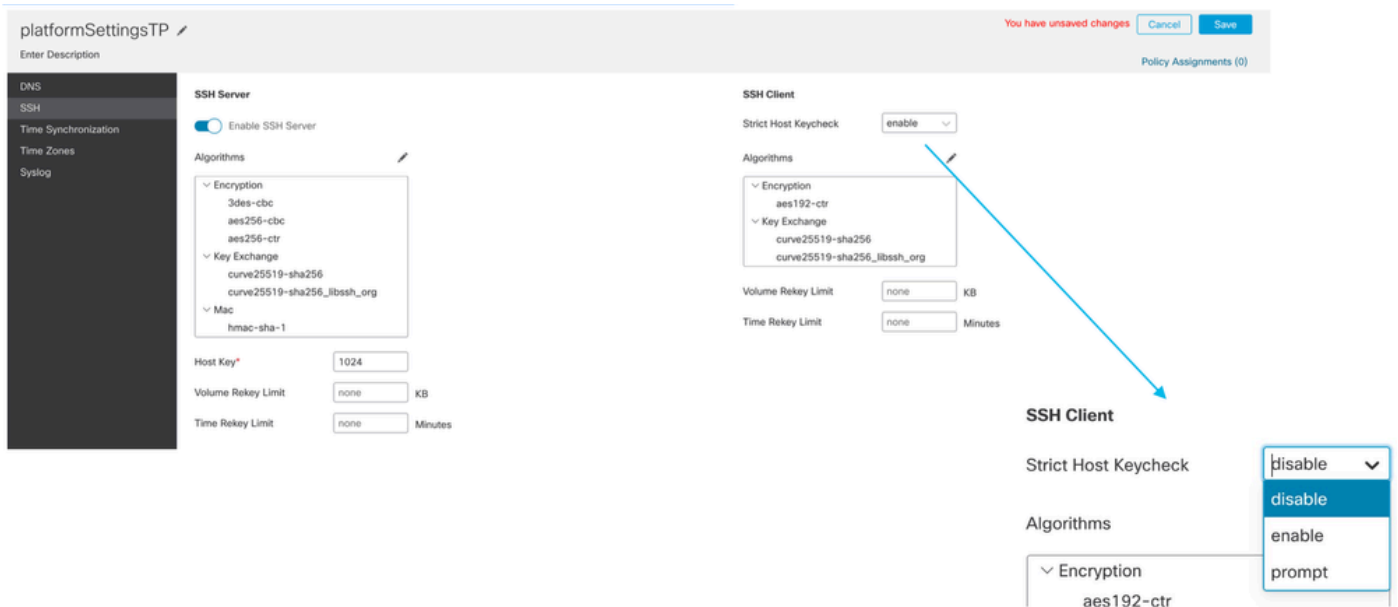 platformSettingsTP
You have unsaved changes Cancel Save
Enter Description
Policy Assignments (0)
DNS
SSH
Time Synchronization
Time Zones
Syslog
SSH Server
Enable SSH Server
Algorithms
Encryption
3des-cbc
aes256-cbc
aes256-ctr
Key Exchange
curve25519-sha256
curve25519-sha256_libssh_org
Mac
hmac-sha-1
Host Key* 1024
Volume Rekey Limit none KB
Time Rekey Limit none Minutes
SSH Client
Strict Host Keycheck enable
Algorithms
Encryption
aes192-ctr
Key Exchange
curve25519-sha256
curve25519-sha256_libssh_org
Volume Rekey Limit none KB
Time Rekey Limit none Minutes
SSH Client
Strict Host Keycheck disable
disable
enable
prompt
Algorithms
Encryption
aes192-ctr